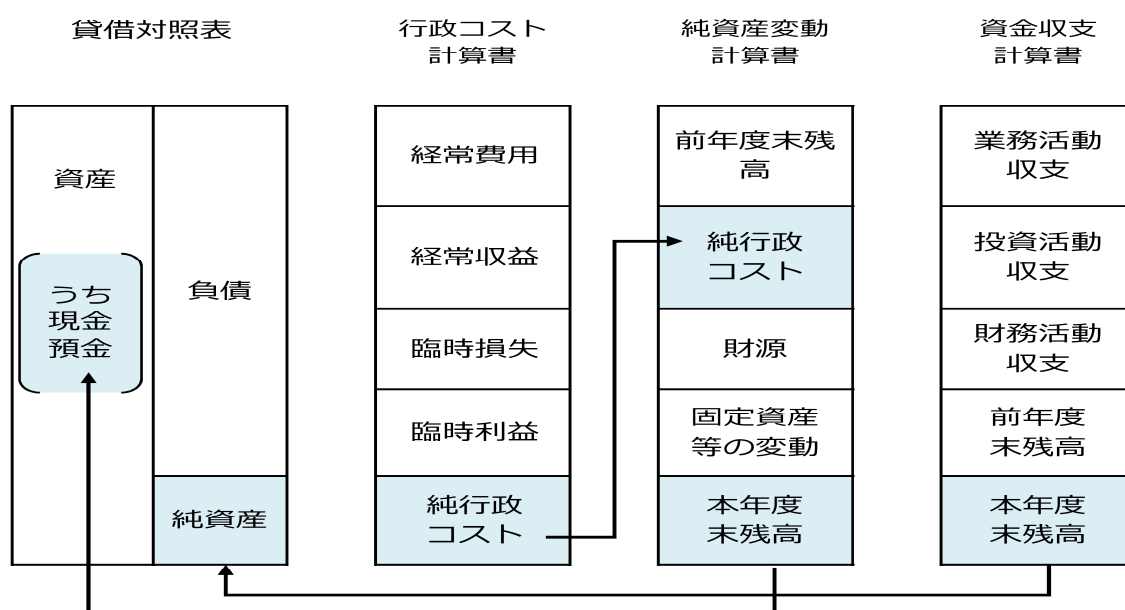 貸借対照表
行政コスト
計算書
純資産変動
計算書
資金収支
計算書
資産
うち
現金
預金
負債
純資産
経常費用
経常収益
臨時損失
臨時利益
純行政
コスト
前年度末残
高
純行政
コスト
財源
固定資産
等の変動
本年度
末残高
業務活動
収支
投資活動
収支
財務活動
収支
前年度
末残高
本年度
末残高